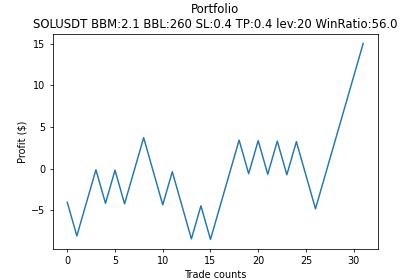 Portfolio
SOLUSDT BBM:2.1 BBL:260 SL:0.4 TP:0.4 lev:20 WinRatio:56.0
15
10
5
0
−5
Profit ($)
0 5 10 15 20 25 30
Trade counts